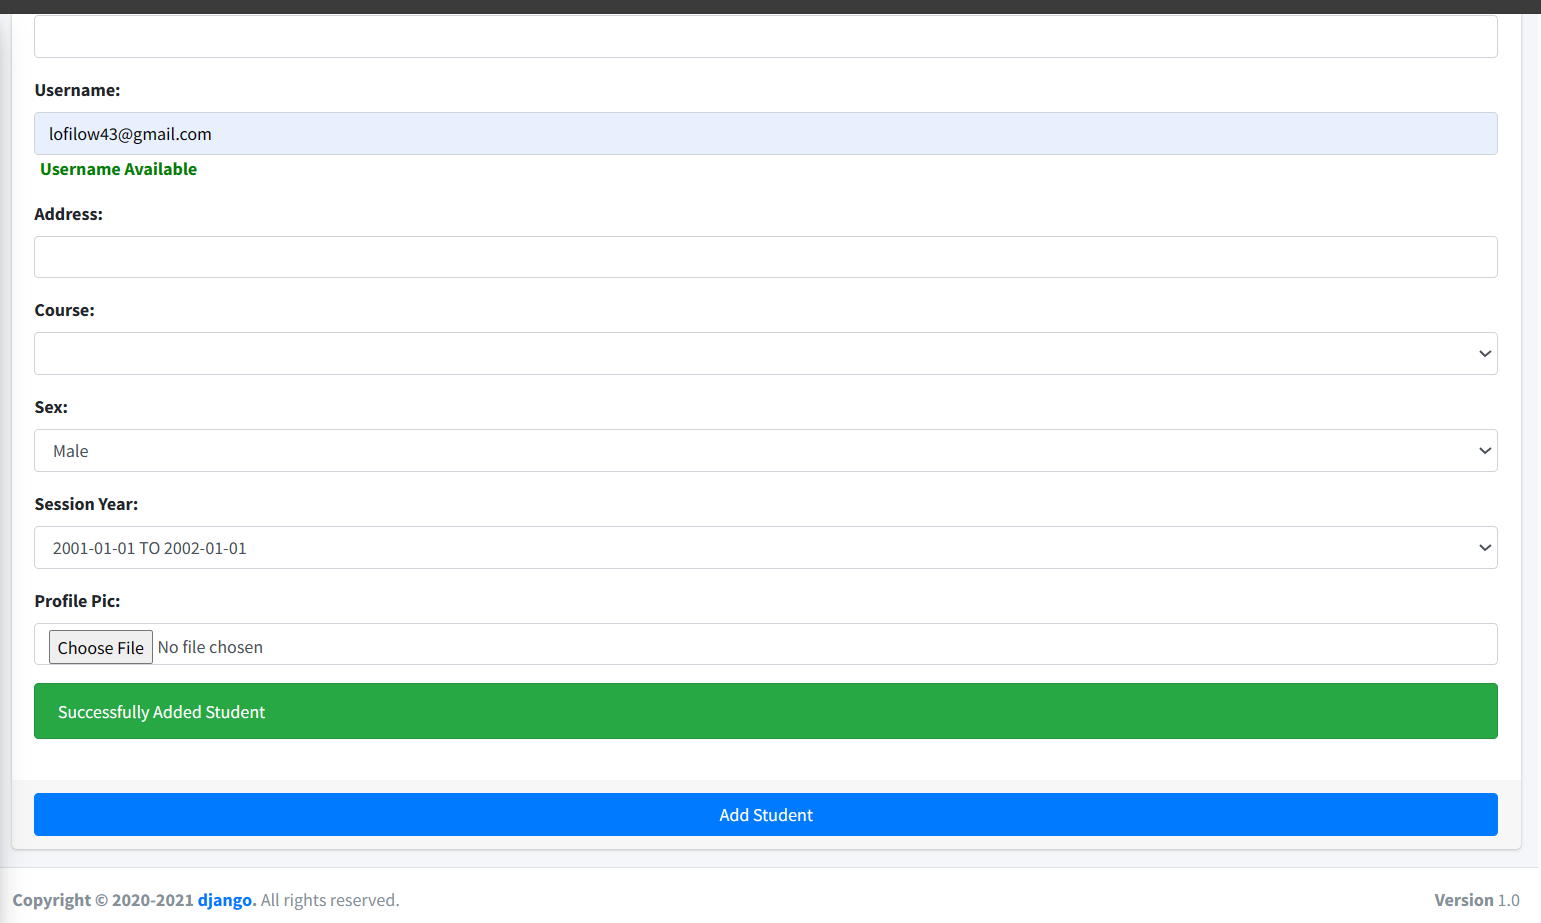 Username:
lofilow43@gmail.com
Username Available
Address:
Course:
Sex:
Male
Session Year:
2001-01-01 TO 2002-01-01
Profile Pic:
Choose File No file chosen
Successfully Added Student
Add Student
Copyright © 2020-2021 django. All rights reserved. Version 1.0